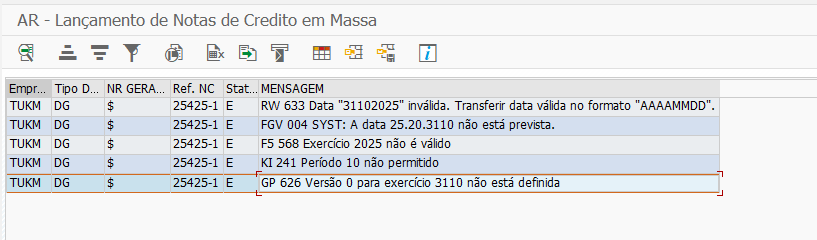 AR - Lançamento de Notas de Credito em Massa
Empr... Tipo D... NR GERA... Ref. NC Stat... MENSAGEM
TUKM DG $ 25425-1 E RW 633 Data "31102025" inválida. Transferir data válida no formato "AAAAMMDD".
TUKM DG $ 25425-1 E FGV 004 SYST: A data 25.20.3110 não está prevista.
TUKM DG $ 25425-1 E F5 568 Exercício 2025 não é válido
TUKM DG $ 25425-1 E KI 241 Período 10 não permitido
TUKM DG $ 25425-1 E GP 626 Versão 0 para exercício 3110 não está definida